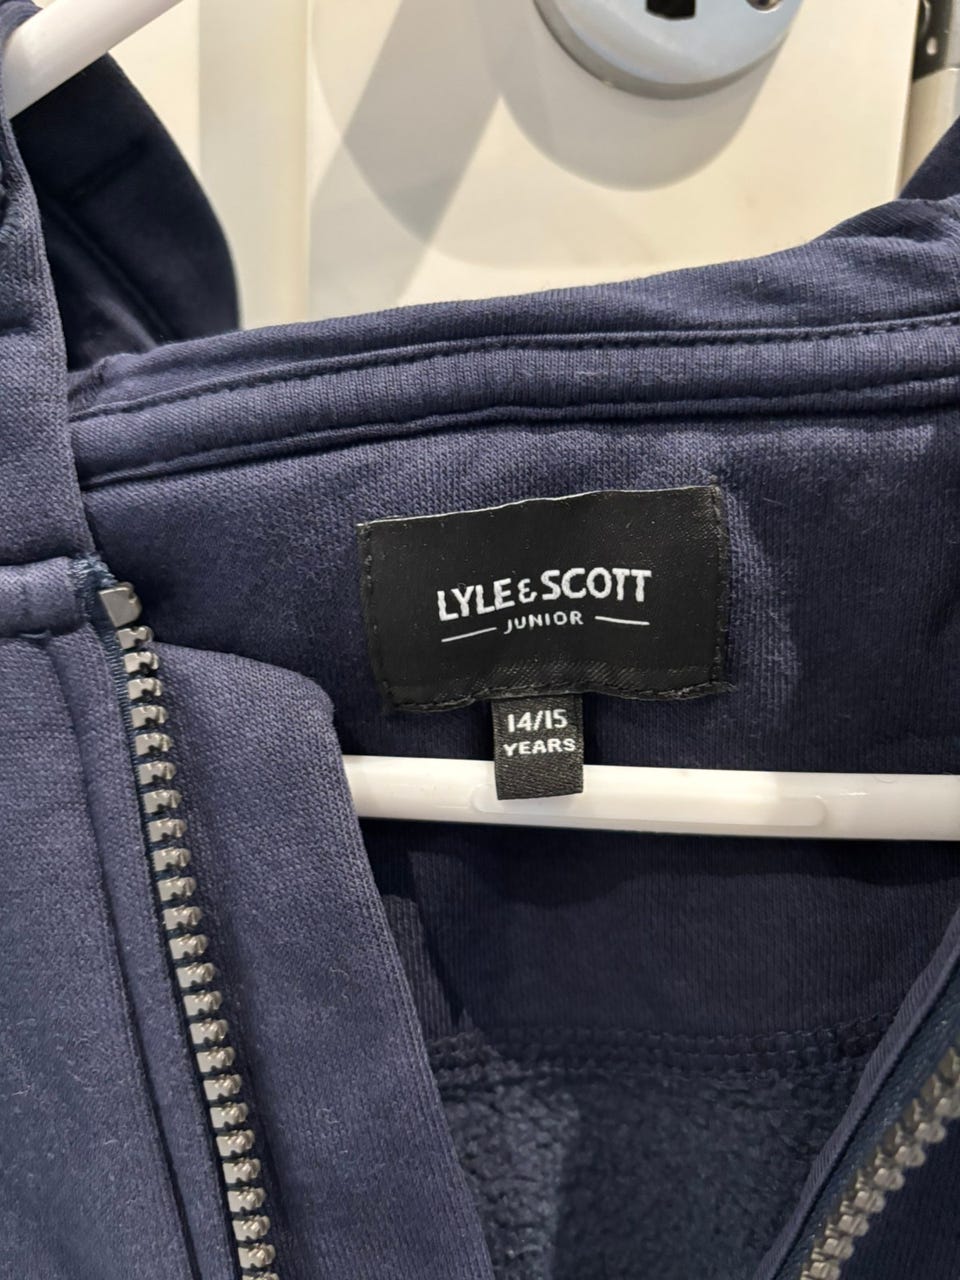 LYLE & SCOTT
JUNIOR
14/15
YEARS